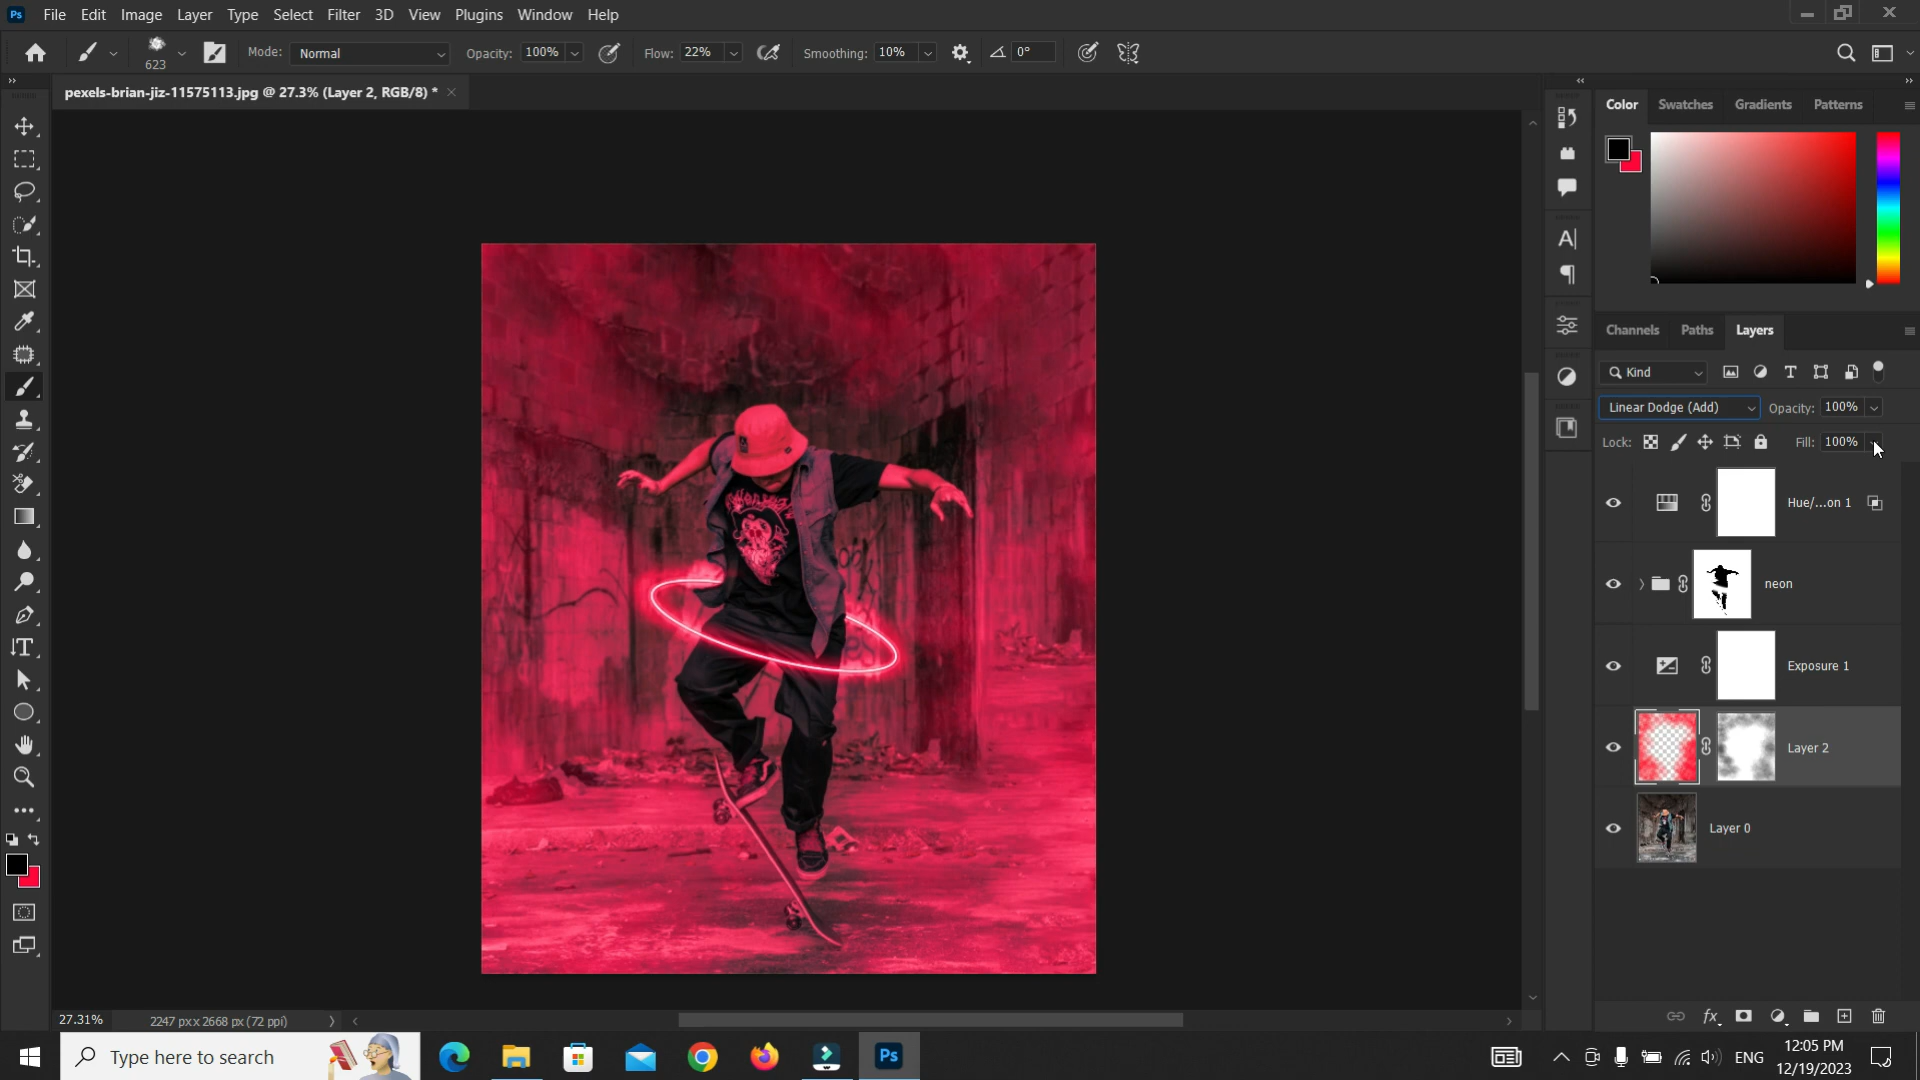 Ps File Edit Image Layer Type Select Filter 3D View Plugins Window Help
623 Mode: Normal Opacity: 100% Flow: 22% Smoothing: 10% 0°
pexels-brian-jiz-11575113.jpg @ 27.3% (Layer 2, RGB/8) *
Color Swatches Gradients Patterns
Channels Paths Layers
Kind
Linear Dodge (Add) Opacity: 100%
Lock: Fill: 100%
Hue/...on 1
neon
Exposure 1
Layer 2
Layer 0
27.31% 2247 px x 2668 px (72 ppi)
Type here to search
Ps
ENG
12:05 PM
12/19/2023